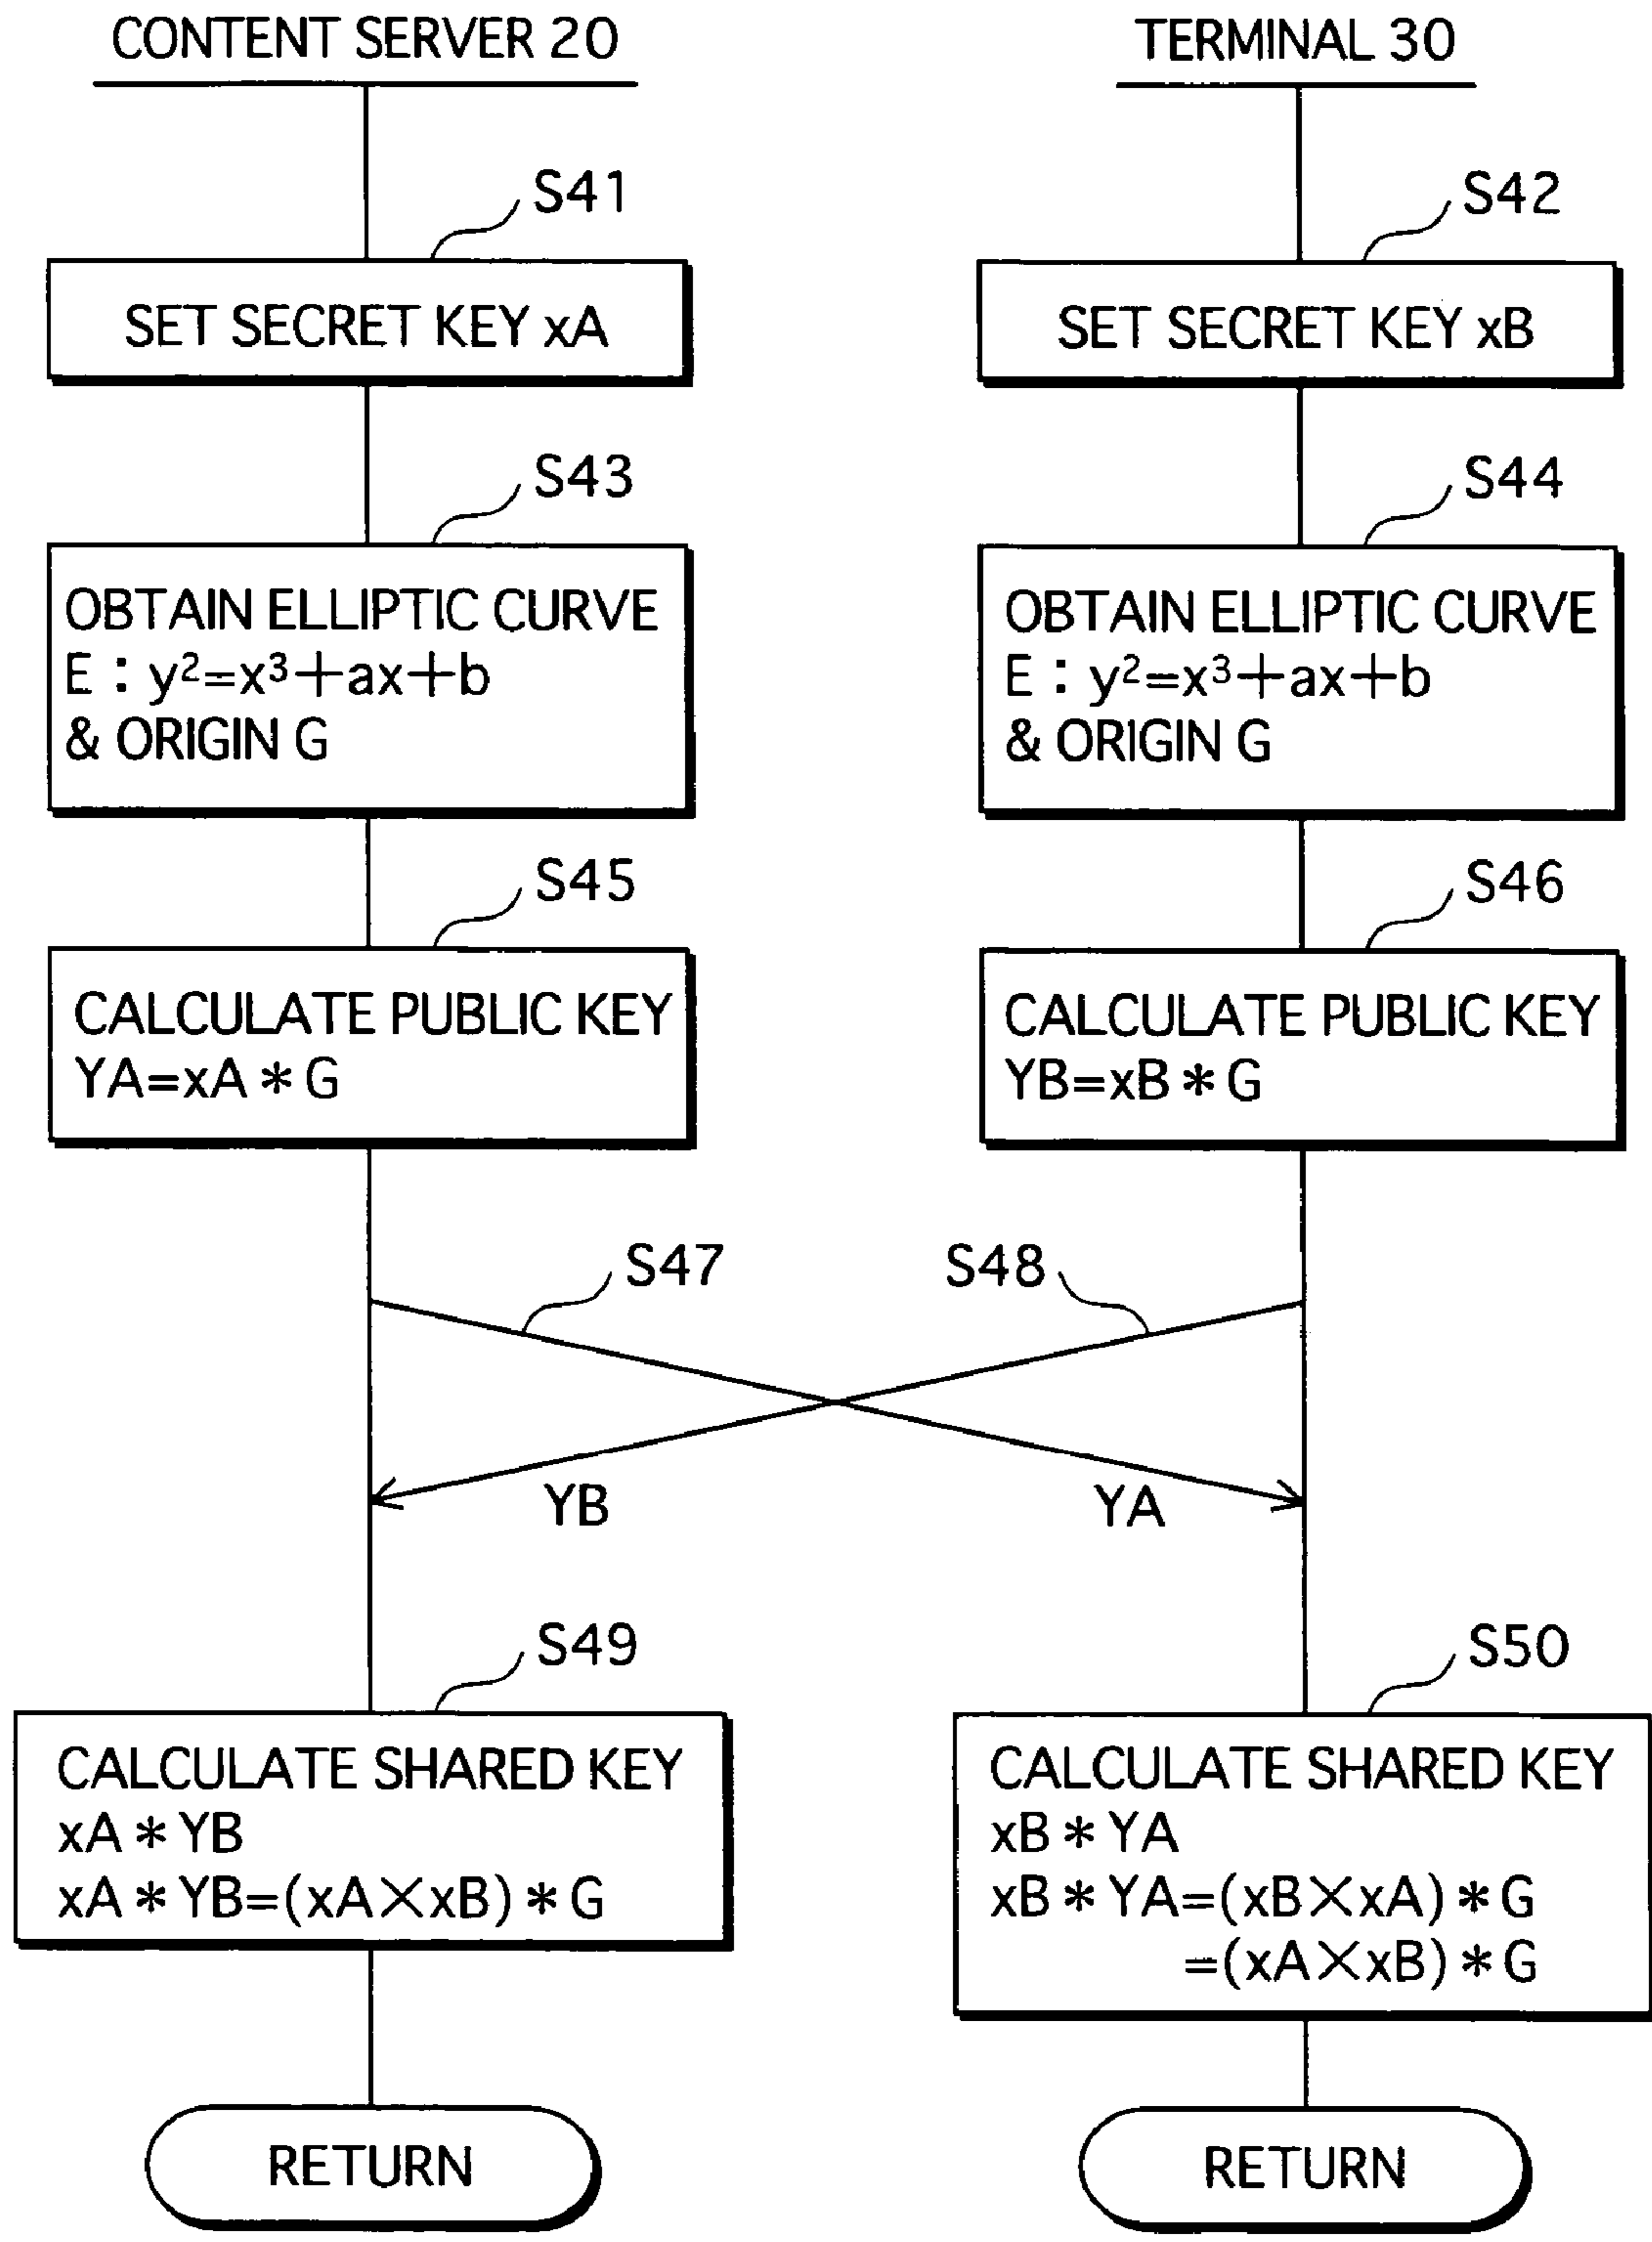 CONTENT SERVER 20
TERMINAL 30
S41
S42
SET SECRET KEY xA
SET SECRET KEY xB
S43
S44
OBTAIN ELLIPTIC CURVE
E : y²=x³+ax+b
& ORIGIN G
OBTAIN ELLIPTIC CURVE
E : y²=x³+ax+b
& ORIGIN G
S45
S46
CALCULATE PUBLIC KEY
YA=xA * G
CALCULATE PUBLIC KEY
YB=xB * G
S47
S48
YB
YA
S49
S50
CALCULATE SHARED KEY
xA * YB
xA * YB=(xA×xB) * G
CALCULATE SHARED KEY
xB * YA
xB * YA=(xB×xA) * G
=(xA×xB) * G
RETURN
RETURN